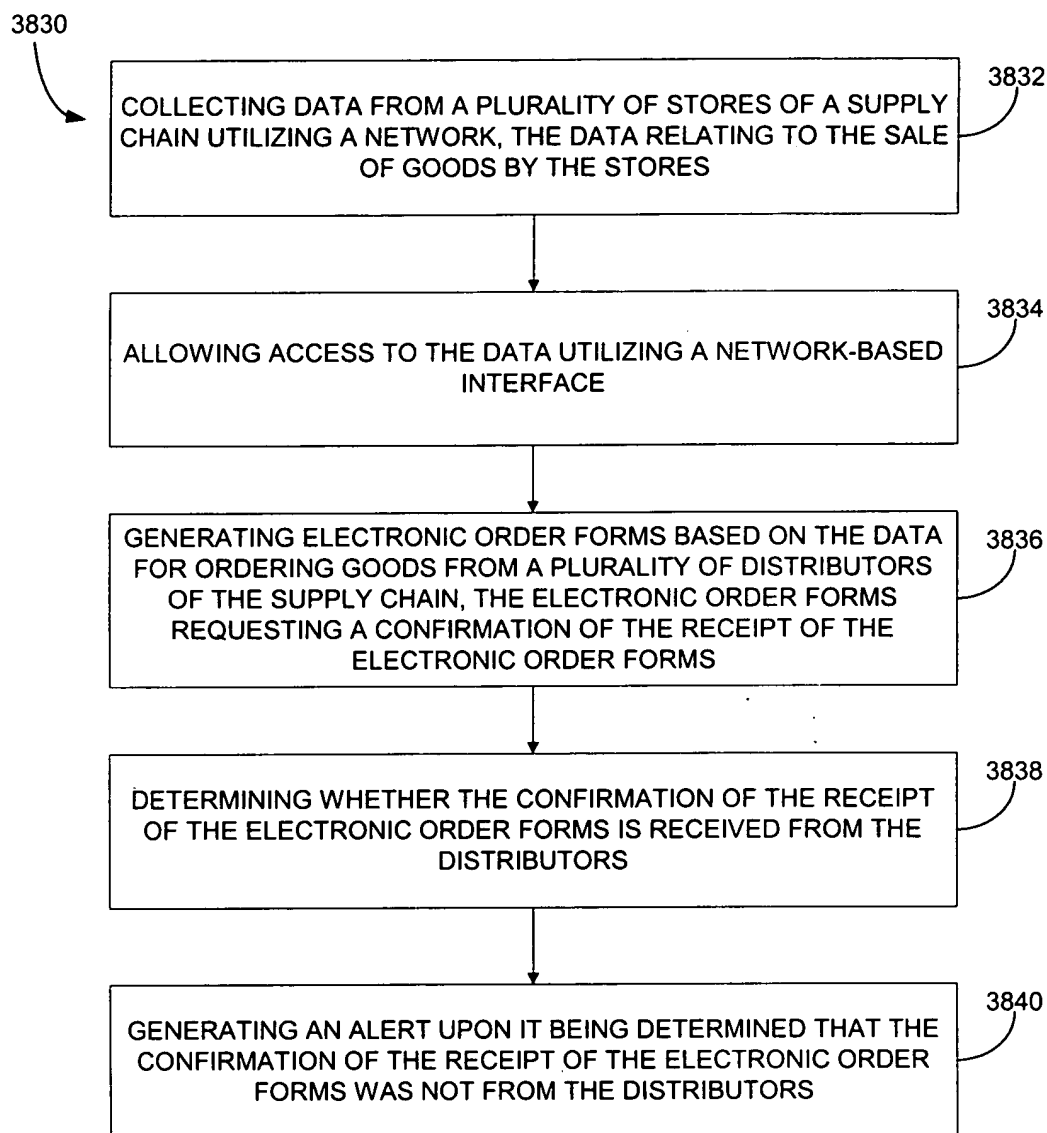 3830
3832
COLLECTING DATA FROM A PLURALITY OF STORES OF A SUPPLY
CHAIN UTILIZING A NETWORK, THE DATA RELATING TO THE SALE
OF GOODS BY THE STORES
3834
ALLOWING ACCESS TO THE DATA UTILIZING A NETWORK-BASED
INTERFACE
3836
GENERATING ELECTRONIC ORDER FORMS BASED ON THE DATA
FOR ORDERING GOODS FROM A PLURALITY OF DISTRIBUTORS
OF THE SUPPLY CHAIN, THE ELECTRONIC ORDER FORMS
REQUESTING A CONFIRMATION OF THE RECEIPT OF THE
ELECTRONIC ORDER FORMS
3838
DETERMINING WHETHER THE CONFIRMATION OF THE RECEIPT
OF THE ELECTRONIC ORDER FORMS IS RECEIVED FROM THE
DISTRIBUTORS
3840
GENERATING AN ALERT UPON IT BEING DETERMINED THAT THE
CONFIRMATION OF THE RECEIPT OF THE ELECTRONIC ORDER
FORMS WAS NOT FROM THE DISTRIBUTORS